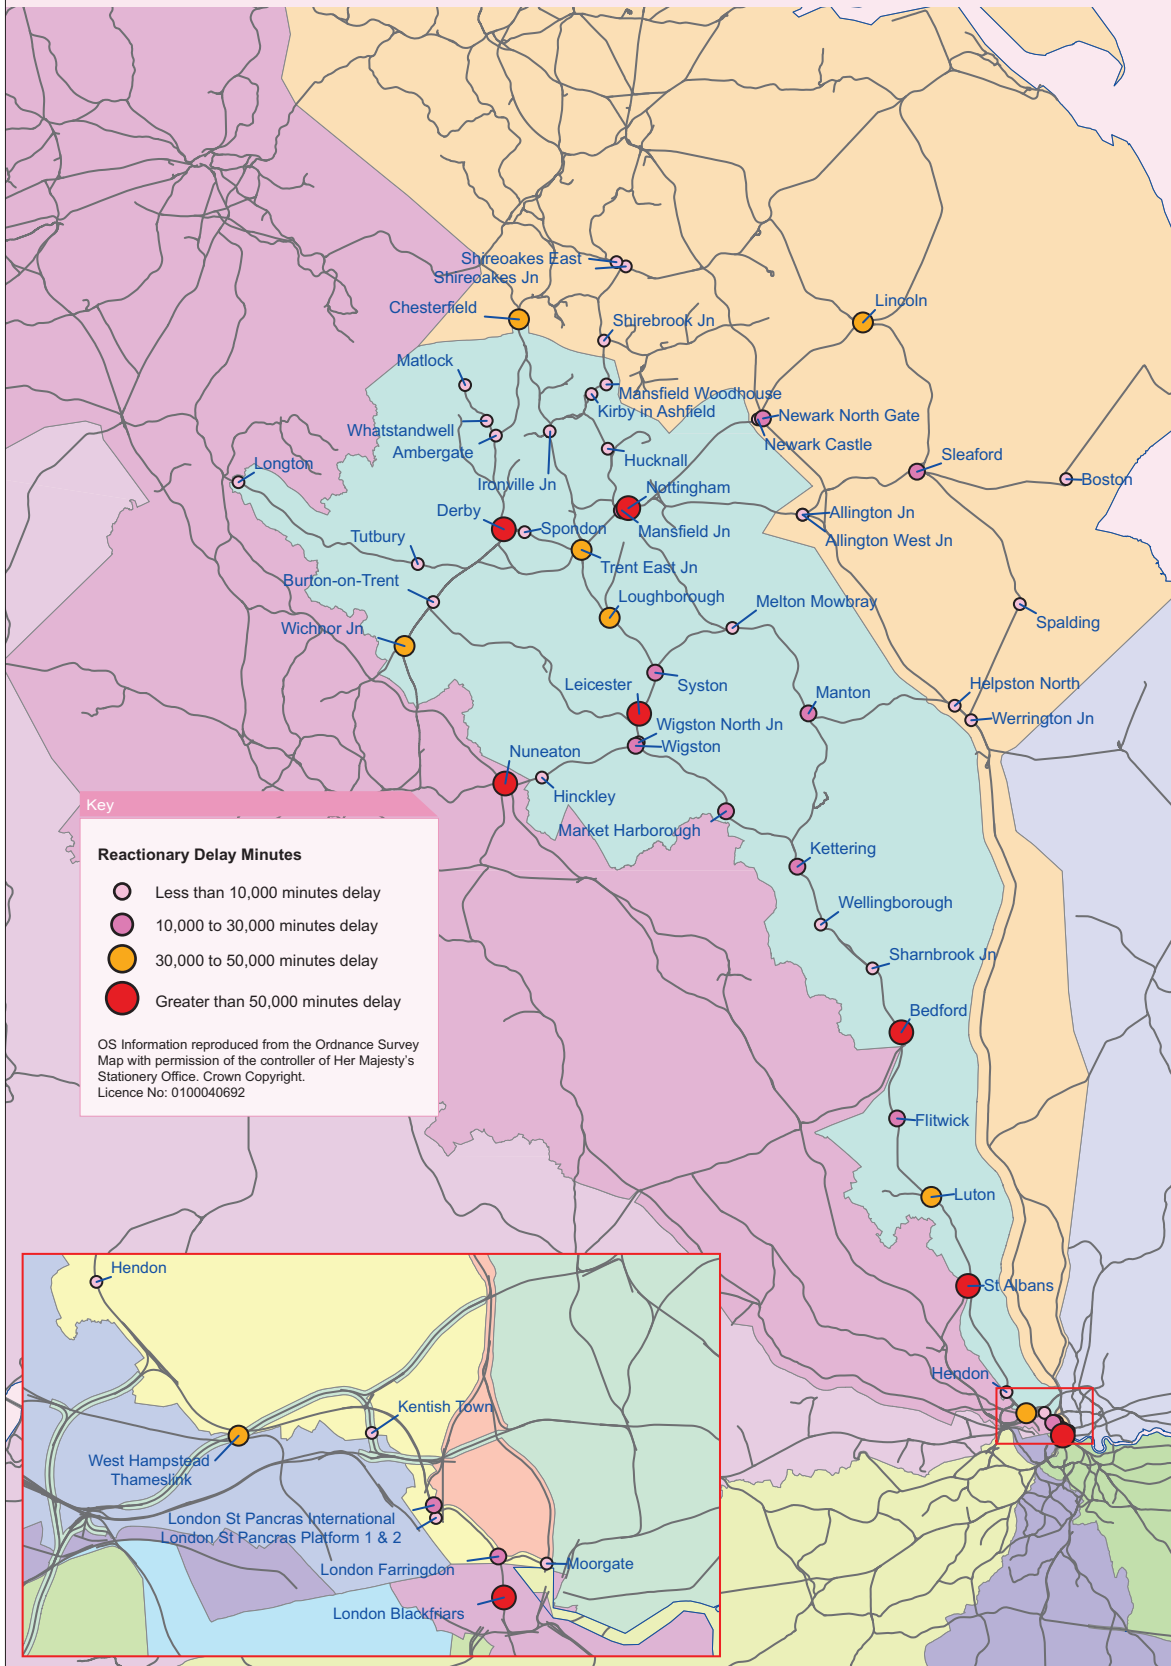 Shireoakes East
Shireoakes Jn
Chesterfield
Lincoln
Shirebrook Jn
Matlock
Mansfield Woodhouse
Kirby in Ashfield
Newark North Gate
Whatstandwell
Newark Castle
Ambergate
Hucknall
Sleaford
Longton
Ironville Jn
Boston
Nottingham
Derby
Spondon
Mansfield Jn
Allington Jn
Tutbury
Allington West Jn
Trent East Jn
Burton-on-Trent
Loughborough
Melton Mowbray
Spalding
Wichnor Jn
Leicester
Syston
Manton
Helpston North
Werrington Jn
Wigston North Jn
Wigston
Nuneaton
Hinckley
Market Harborough
Kettering
Wellingborough
Sharnbrook Jn
Bedford
Flitwick
Luton
St Albans
Hendon
Key
Reactionary Delay Minutes
Less than 10,000 minutes delay
10,000 to 30,000 minutes delay
30,000 to 50,000 minutes delay
Greater than 50,000 minutes delay
OS Information reproduced from the Ordnance Survey
Map with permission of the controller of Her Majesty's
Stationery Office. Crown Copyright.
Licence No: 0100040692
Hendon
Kentish Town
West Hampstead
Thameslink
London St Pancras International
London St Pancras Platform 1 & 2
London Farringdon
Moorgate
London Blackfriars